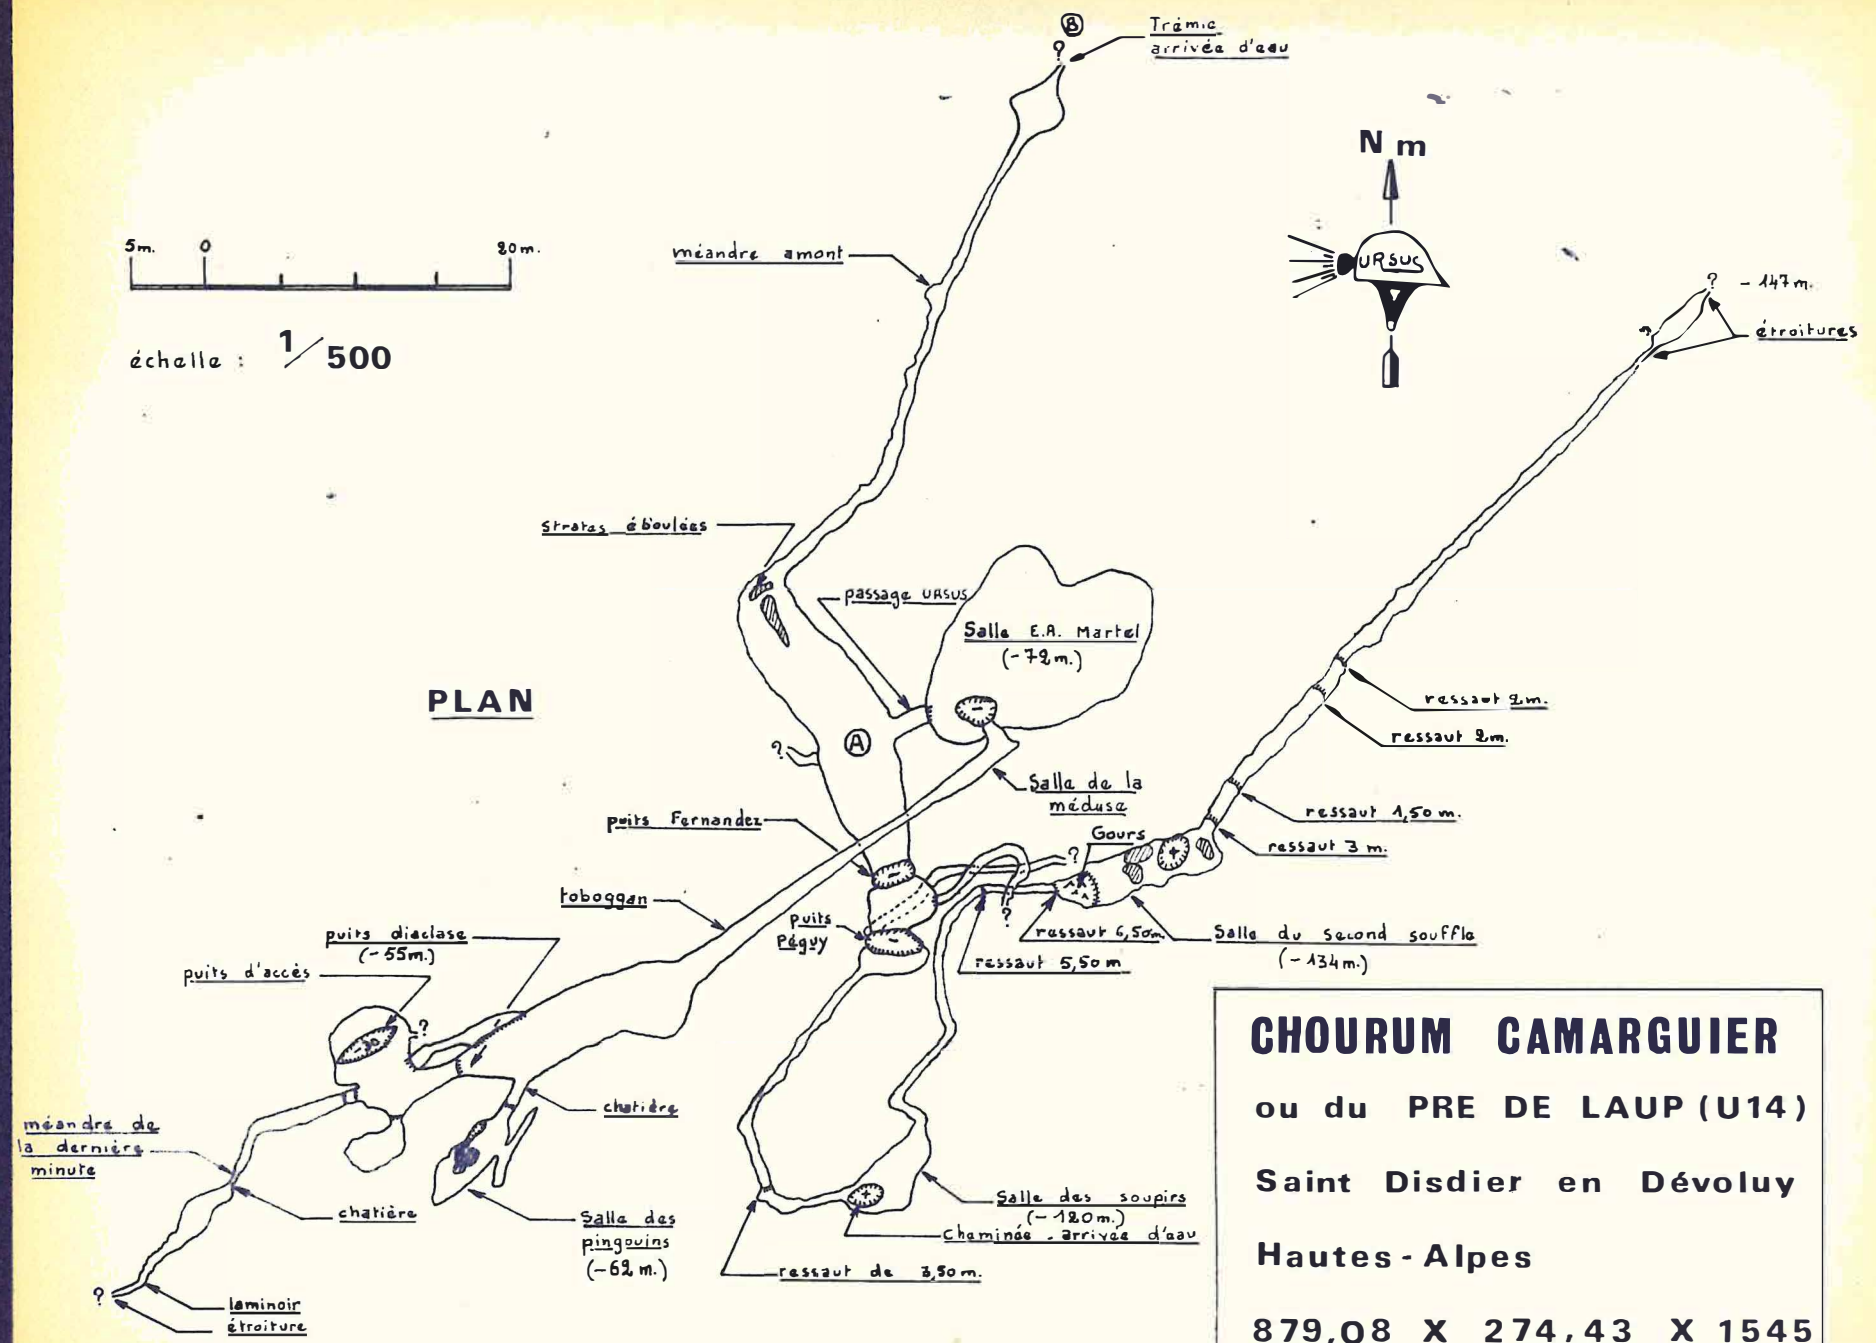 B
?
Trémie
arrivée d'eau
N m
URSUS
5m. 0 20m.
échelle : 1/500
méandre amont
? - 147 m.
?
étroitures
strates éboulées
passage URSUS
Salle E.A. Martel
(-72m.)
PLAN
ressaut 2m.
ressaut 2m.
A
?
-
Salle de la
méduse
puits Fernandez
ressaut 1,50 m.
Gours
ressaut 3 m.
?
+
-
toboggan
puits
Péguy
-
?
ressaut 6,50m
Salle du second souffle
(-134m.)
ressaut 5,50 m
puits diaclase
(-55m.)
puits d'accès
-30
?
chatière
méandre de
la dernière
minute
chatière
Salle des
pingouins
(-62 m.)
+
Salle des soupirs
(-120m.)
Cheminée - arrivée d'eau
ressaut de 3,50m.
?
laminoir
étroiture
CHOURUM CAMARGUIER
ou du PRE DE LAUP (U14)
Saint Disdier en Dévoluy
Hautes-Alpes
879,08 X 274,43 X 1545